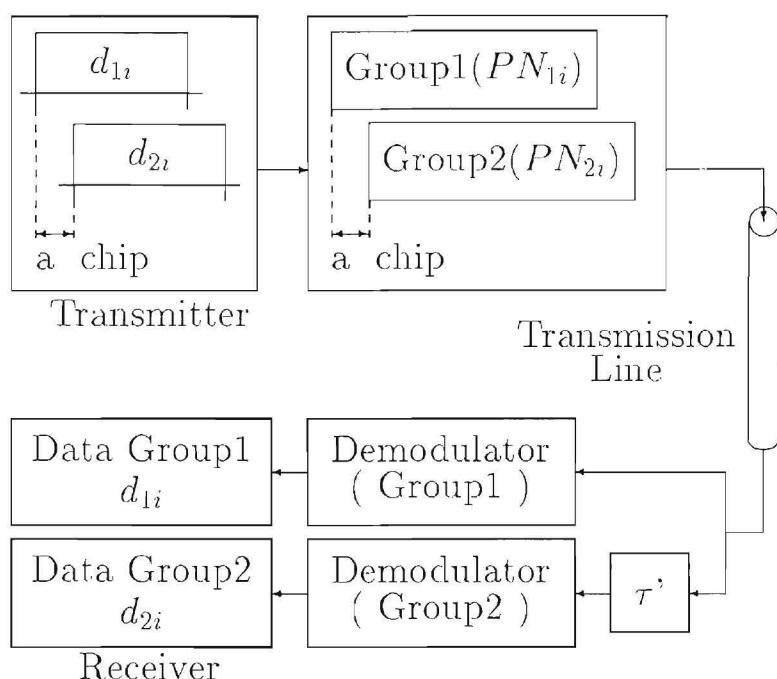 d₁ᵢ
d₂ᵢ
a chip
Transmitter
Group1(PN₁ᵢ)
Group2(PN₂ᵢ)
a chip
Transmission
Line
Data Group1
d₁ᵢ
Demodulator
( Group1 )
Data Group2
d₂ᵢ
Demodulator
( Group2 )
τ'
Receiver